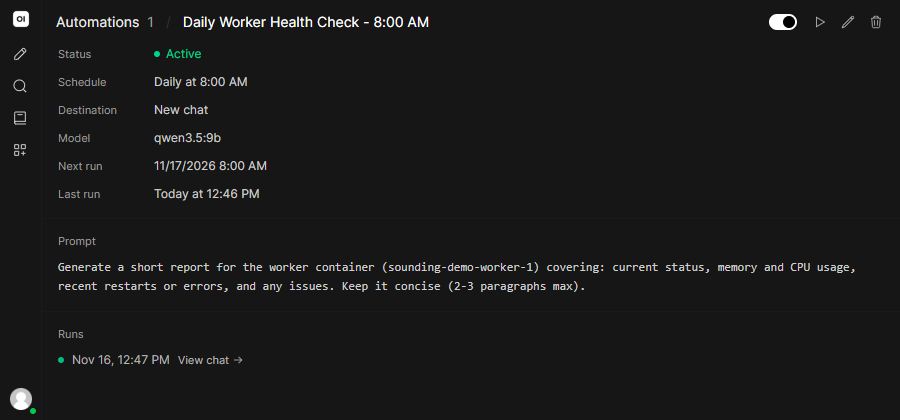 OI
Automations 1 / Daily Worker Health Check - 8:00 AM
Status Active
Schedule Daily at 8:00 AM
Destination New chat
Model qwen3.5:9b
Next run 11/17/2026 8:00 AM
Last run Today at 12:46 PM
Prompt
Generate a short report for the worker container (sounding-demo-worker-1) covering: current status, memory and CPU usage,
recent restarts or errors, and any issues. Keep it concise (2-3 paragraphs max).
Runs
Nov 16, 12:47 PM View chat →